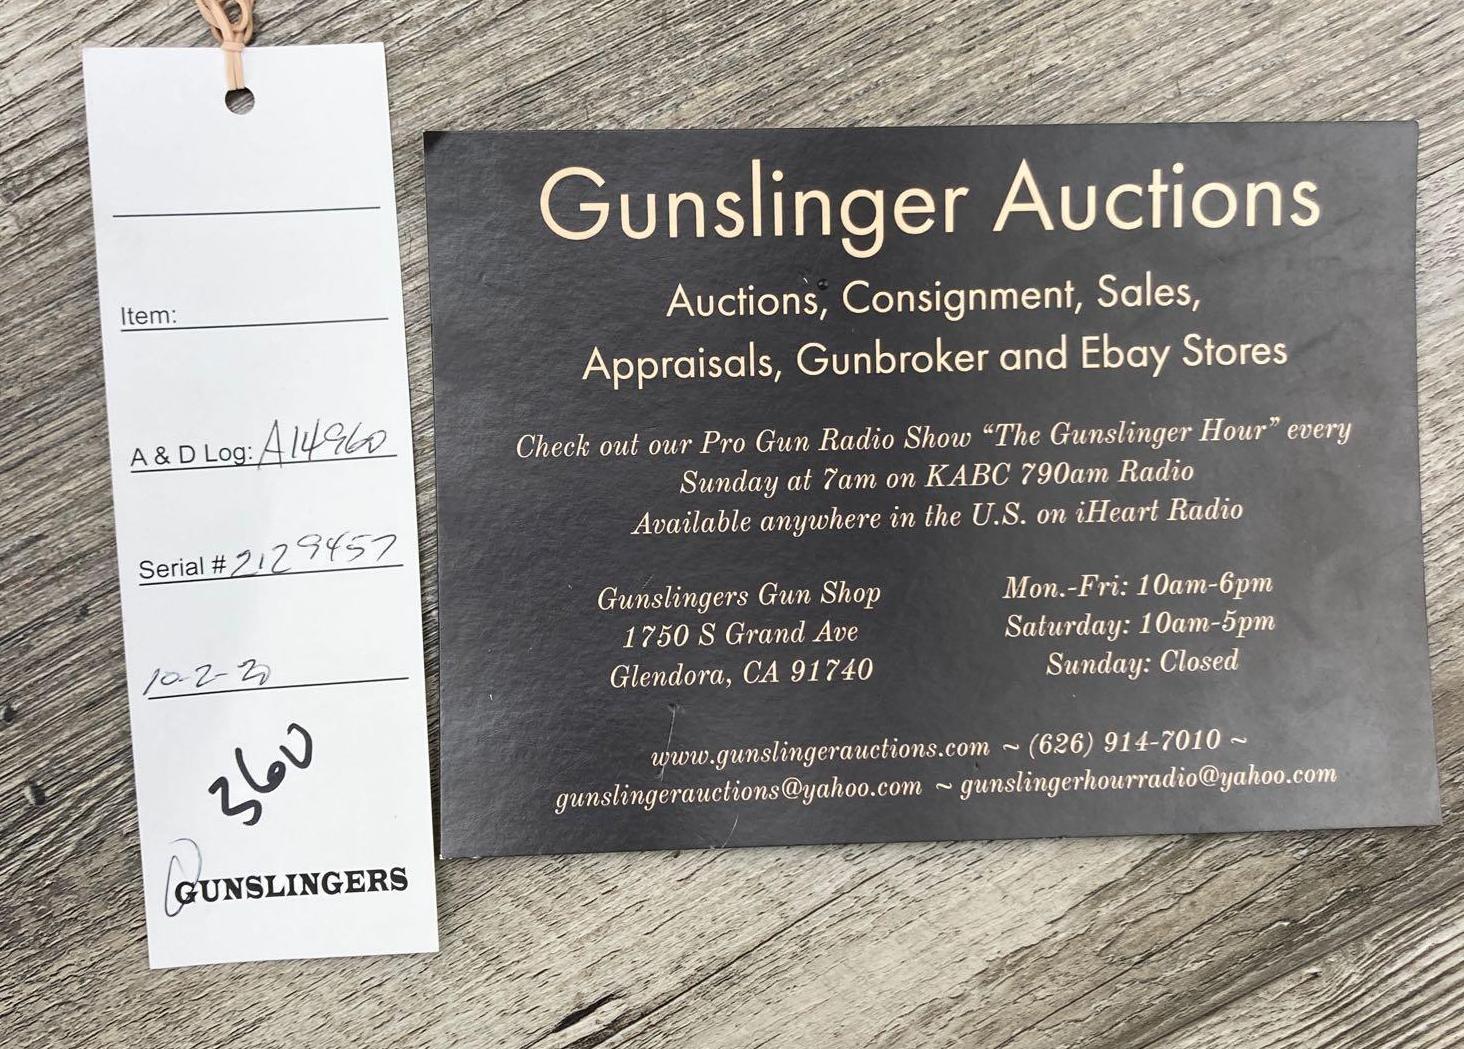 Item:
A & D Log: A14960
Serial # 2129457
10-2-20
360
GUNSLINGERS
Gunslinger Auctions
Auctions, Consignment, Sales,
Appraisals, Gunbroker and Ebay Stores
Check out our Pro Gun Radio Show “The Gunslinger Hour” every
Sunday at 7am on KABC 790am Radio
Available anywhere in the U.S. on iHeart Radio
Gunslingers Gun Shop
1750 S Grand Ave
Glendora, CA 91740
Mon.-Fri: 10am-6pm
Saturday: 10am-5pm
Sunday: Closed
www.gunslingerauctions.com ~ (626) 914-7010 ~
gunslingerauctions@yahoo.com ~ gunslingerhourradio@yahoo.com